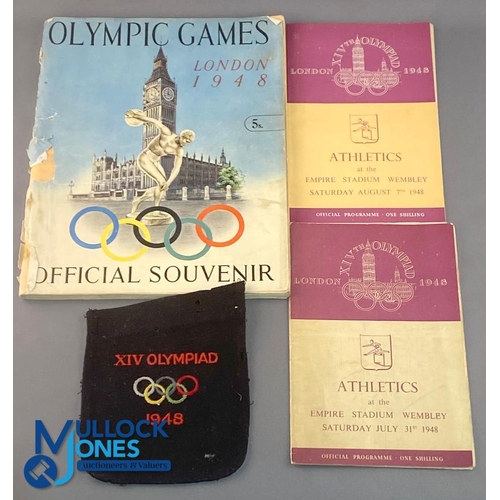 OLYMPIC GAMES
LONDON
1948
5s.
OFFICIAL SOUVENIR
XIVTH OLYMPIAD
LONDON 1948
ATHLETICS
at the
EMPIRE STADIUM WEMBLEY
SATURDAY AUGUST 7TH 1948
OFFICIAL PROGRAMME · ONE SHILLING
XIVTH OLYMPIAD
LONDON 1948
ATHLETICS
at the
EMPIRE STADIUM WEMBLEY
SATURDAY JULY 31ST 1948
OFFICIAL PROGRAMME · ONE SHILLING
XIV OLYMPIAD
1948
MULLOCK
JONES
Auctioneers & Valuers